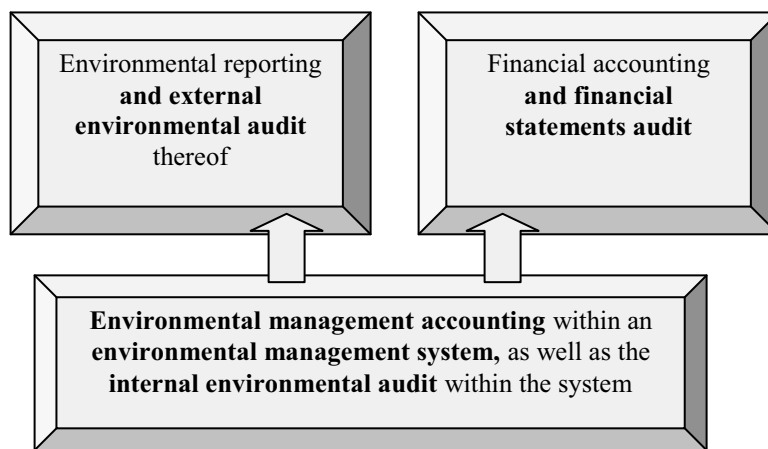 Environmental reporting
and external
environmental audit
thereof
Financial accounting
and financial
statements audit
Environmental management accounting within an
environmental management system, as well as the
internal environmental audit within the system